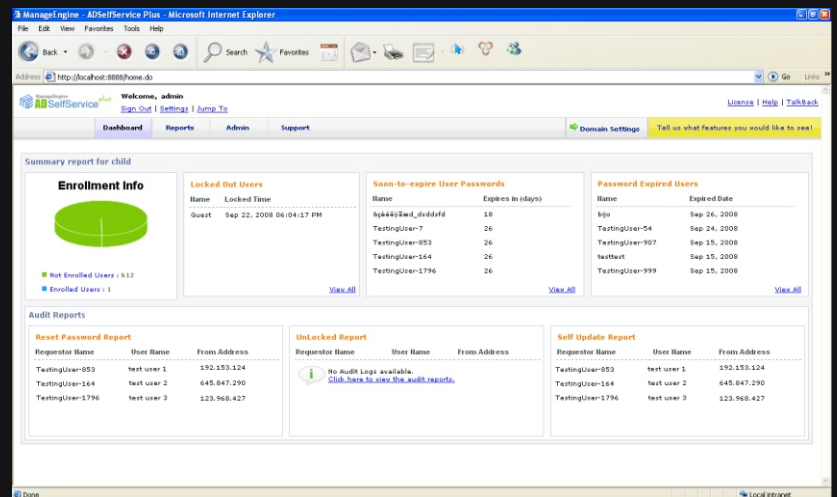 ManageEngine - ADSelfService Plus - Microsoft Internet Explorer
File Edit View Favorites Tools Help
Back Search Favorites
Address http://localhost:8888/home.do Go Links
ManageEngine
ADSelfService plus
Welcome, admin
Sign Out | Settings | Jump To
License | Help | TalkBack
Dashboard Reports Admin Support Domain Settings Tell us what features you would like to see!
Summary report for child
Enrollment Info
Not Enrolled Users : 612
Enrolled Users : 1
Locked Out Users
Name Locked Time
Guest Sep 22, 2008 06:04:17 PM
View All
Soon-to-expire User Passwords
Name Expires in (days)
18
TestingUser-7 26
TestingUser-853 26
TestingUser-164 26
TestingUser-1796 26
View All
Password Expired Users
Name Expired Date
bijo Sep 26, 2008
TestingUser-54 Sep 24, 2008
TestingUser-907 Sep 15, 2008
testtest Sep 15, 2008
TestingUser-999 Sep 15, 2008
View All
Audit Reports
Reset Password Report
Requestor Name User Name From Address
TestingUser-853 test user 1 192.153.124
TestingUser-164 test user 2 645.847.290
TestingUser-1796 test user 3 123.968.427
UnLocked Report
Requestor Name User Name From Address
No Audit Logs available.
Click here to view the audit reports.
Self Update Report
Requestor Name User Name From Address
TestingUser-853 test user 1 192.153.124
TestingUser-164 test user 2 645.847.290
TestingUser-1796 test user 3 123.968.427
Done Local intranet